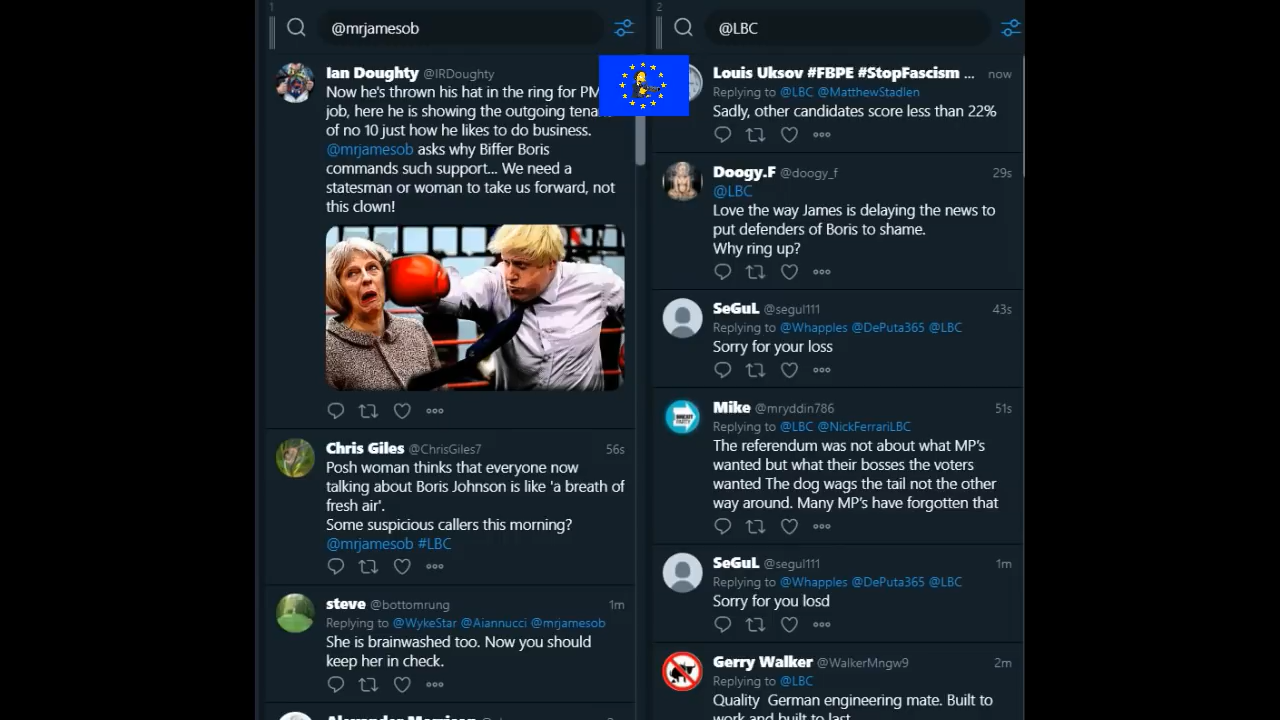 1
@mrjamesob
Ian Doughty @IRDoughty
Now he's thrown his hat in the ring for PM
job, here he is showing the outgoing
of no 10 just how he likes to do business.
@mrjamesob asks why Biffer Boris
commands such support... We need a
statesman or woman to take us forward, not
this clown!
Chris Giles @ChrisGiles7 56s
Posh woman thinks that everyone now
talking about Boris Johnson is like 'a breath of
fresh air'.
Some suspicious callers this morning?
@mrjamesob #LBC
steve @bottomrung 1m
Replying to @WykeStar @Aiannucci @mrjamesob
She is brainwashed too. Now you should
keep her in check.
2
@LBC
Louis Uksov #FBPE #StopFascism ... now
Replying to @LBC @MatthewStadlen
Sadly, other candidates score less than 22%
Doogy.F @doogy_f 29s
@LBC
Love the way James is delaying the news to
put defenders of Boris to shame.
Why ring up?
SeGuL @segul111 43s
Replying to @Whapples @DePuta365 @LBC
Sorry for your loss
Mike @mryddin786 51s
Replying to @LBC @NickFerrariLBC
The referendum was not about what MP's
wanted but what their bosses the voters
wanted The dog wags the tail not the other
way around. Many MP's have forgotten that
SeGuL @segul111 1m
Replying to @Whapples @DePuta365 @LBC
Sorry for you losd
Gerry Walker @WalkerMngw9 2m
Replying to @LBC
Quality German engineering mate. Built to
work and built to last